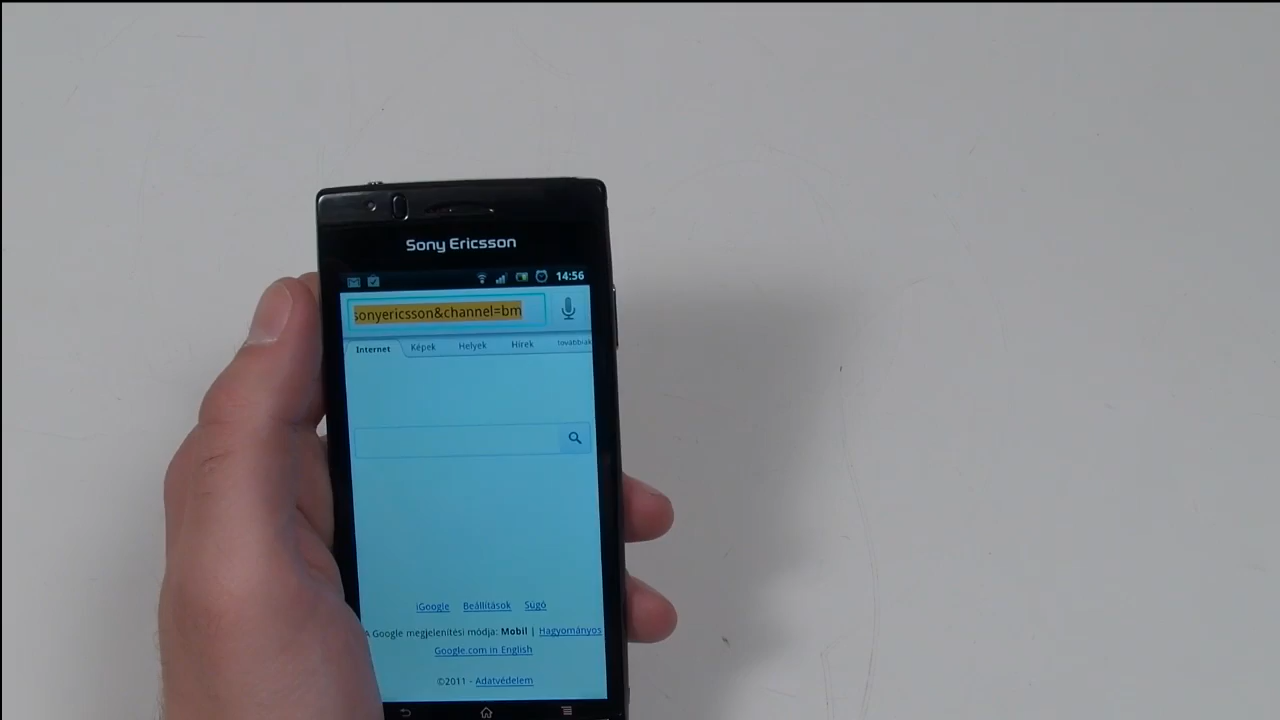 Sony Ericsson
14:56
sonyericsson&channel=bm
Internet Képek Helyek Hírek továbbiak
iGoogle Beállítások Súgó
A Google megjelenítési módja: Mobil | Hagyományos
Google.com in English
©2011 - Adatvédelem